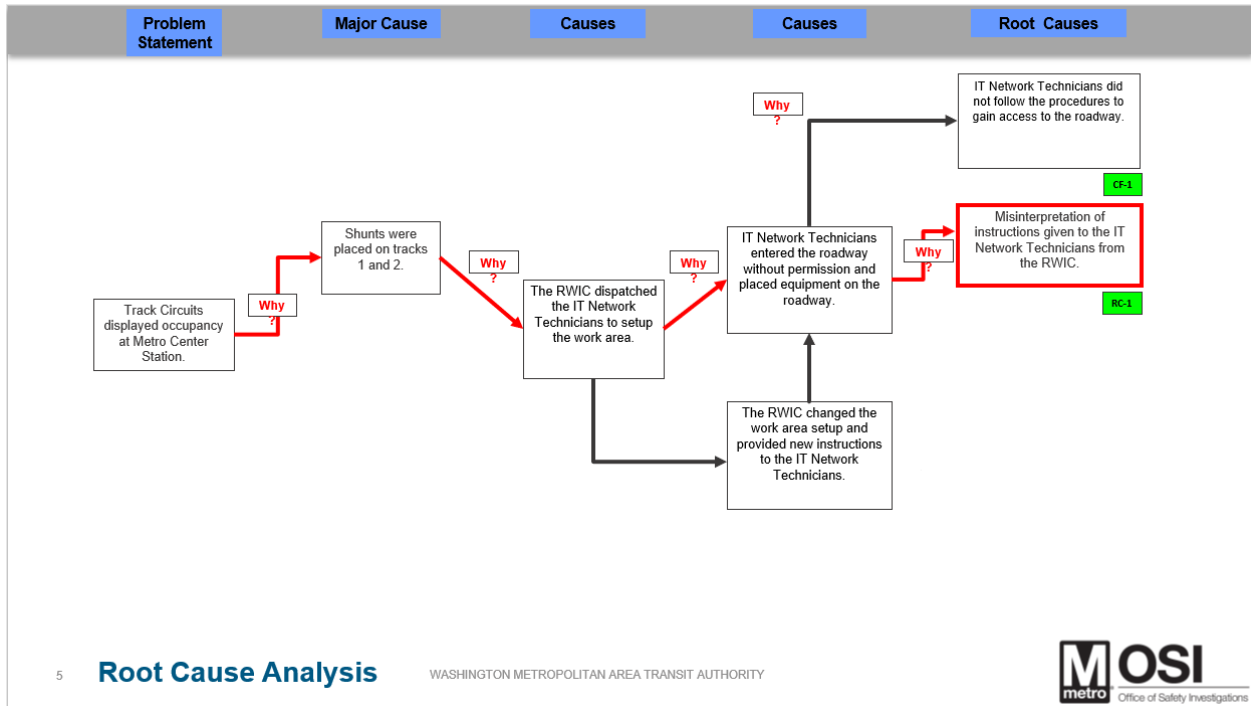 Problem
Statement
Major Cause
Causes
Causes
Root Causes
Track Circuits
displayed occupancy
at Metro Center
Station.
Why
?
Shunts were
placed on tracks
1 and 2.
Why
?
The RWIC dispatched
the IT Network
Technicians to setup
the work area.
Why
?
IT Network Technicians
entered the roadway
without permission and
placed equipment on the
roadway.
The RWIC changed the
work area setup and
provided new instructions
to the IT Network
Technicians.
Why
?
IT Network Technicians did
not follow the procedures to
gain access to the roadway.
CF-1
Why
?
Misinterpretation of
instructions given to the IT
Network Technicians from
the RWIC.
RC-1
5
Root Cause Analysis
WASHINGTON METROPOLITAN AREA TRANSIT AUTHORITY
M
metro
OSI
Office of Safety Investigations